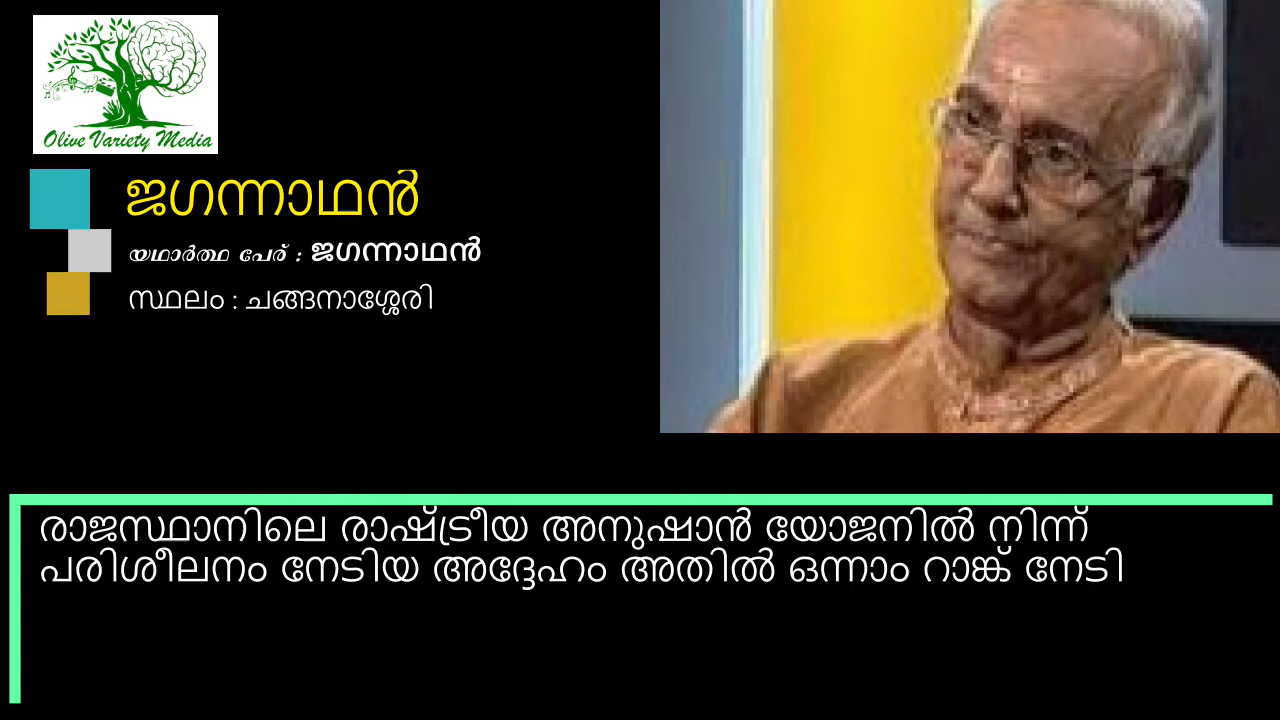 Olive Variety Media
ജഗന്നാഥൻ
യഥാർത്ഥ പേര് : ജഗന്നാഥൻ
സ്ഥലം : ചങ്ങനാശ്ശേരി
രാജസ്ഥാനിലെ രാഷ്ട്രീയ അനുഷാൻ യോജനിൽ നിന്ന്
പരിശീലനം നേടിയ അദ്ദേഹം അതിൽ ഒന്നാം റാങ്ക് നേടി